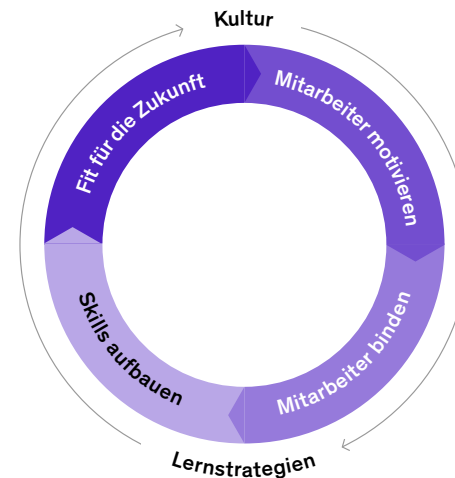 Kultur
Mitarbeiter motivieren
Mitarbeiter binden
Lernstrategien
Skills aufbauen
Fit für die Zukunft